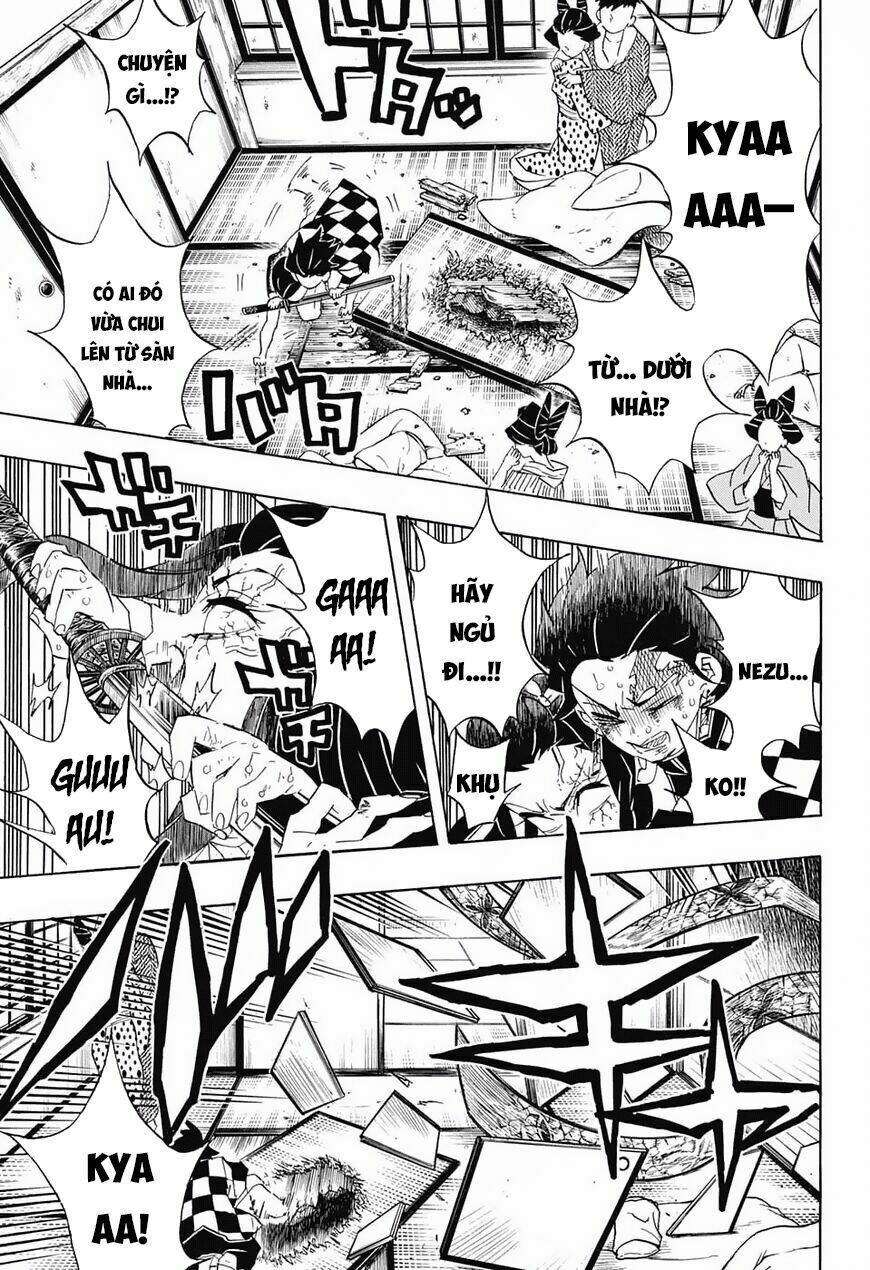 KYAA
AAA–
CHUYỆN
GÌ...!?
TỪ... DƯỚI
NHÀ!?
CÓ AI ĐÓ
VỪA CHUI
LÊN TỪ SÀN
NHÀ...
NEZU...
KO!!
HÃY
NGỦ
ĐI...!!
KHỤ
GAAA
AA!
GUUU
AU!
KYA
AA!